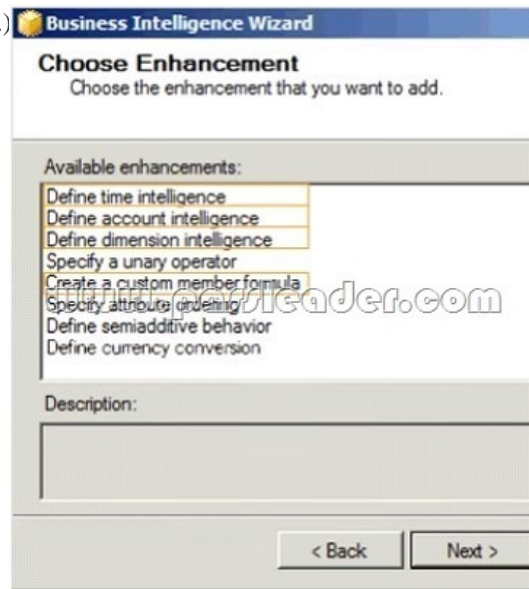 )
Business Intelligence Wizard
Choose Enhancement
Choose the enhancement that you want to add.
Available enhancements:
Define time intelligence
Define account intelligence
Define dimension intelligence
Specify a unary operator
Create a custom member formula
Specify attribute ordering
Define semiadditive behavior
Define currency conversion
Description:
< Back
Next >